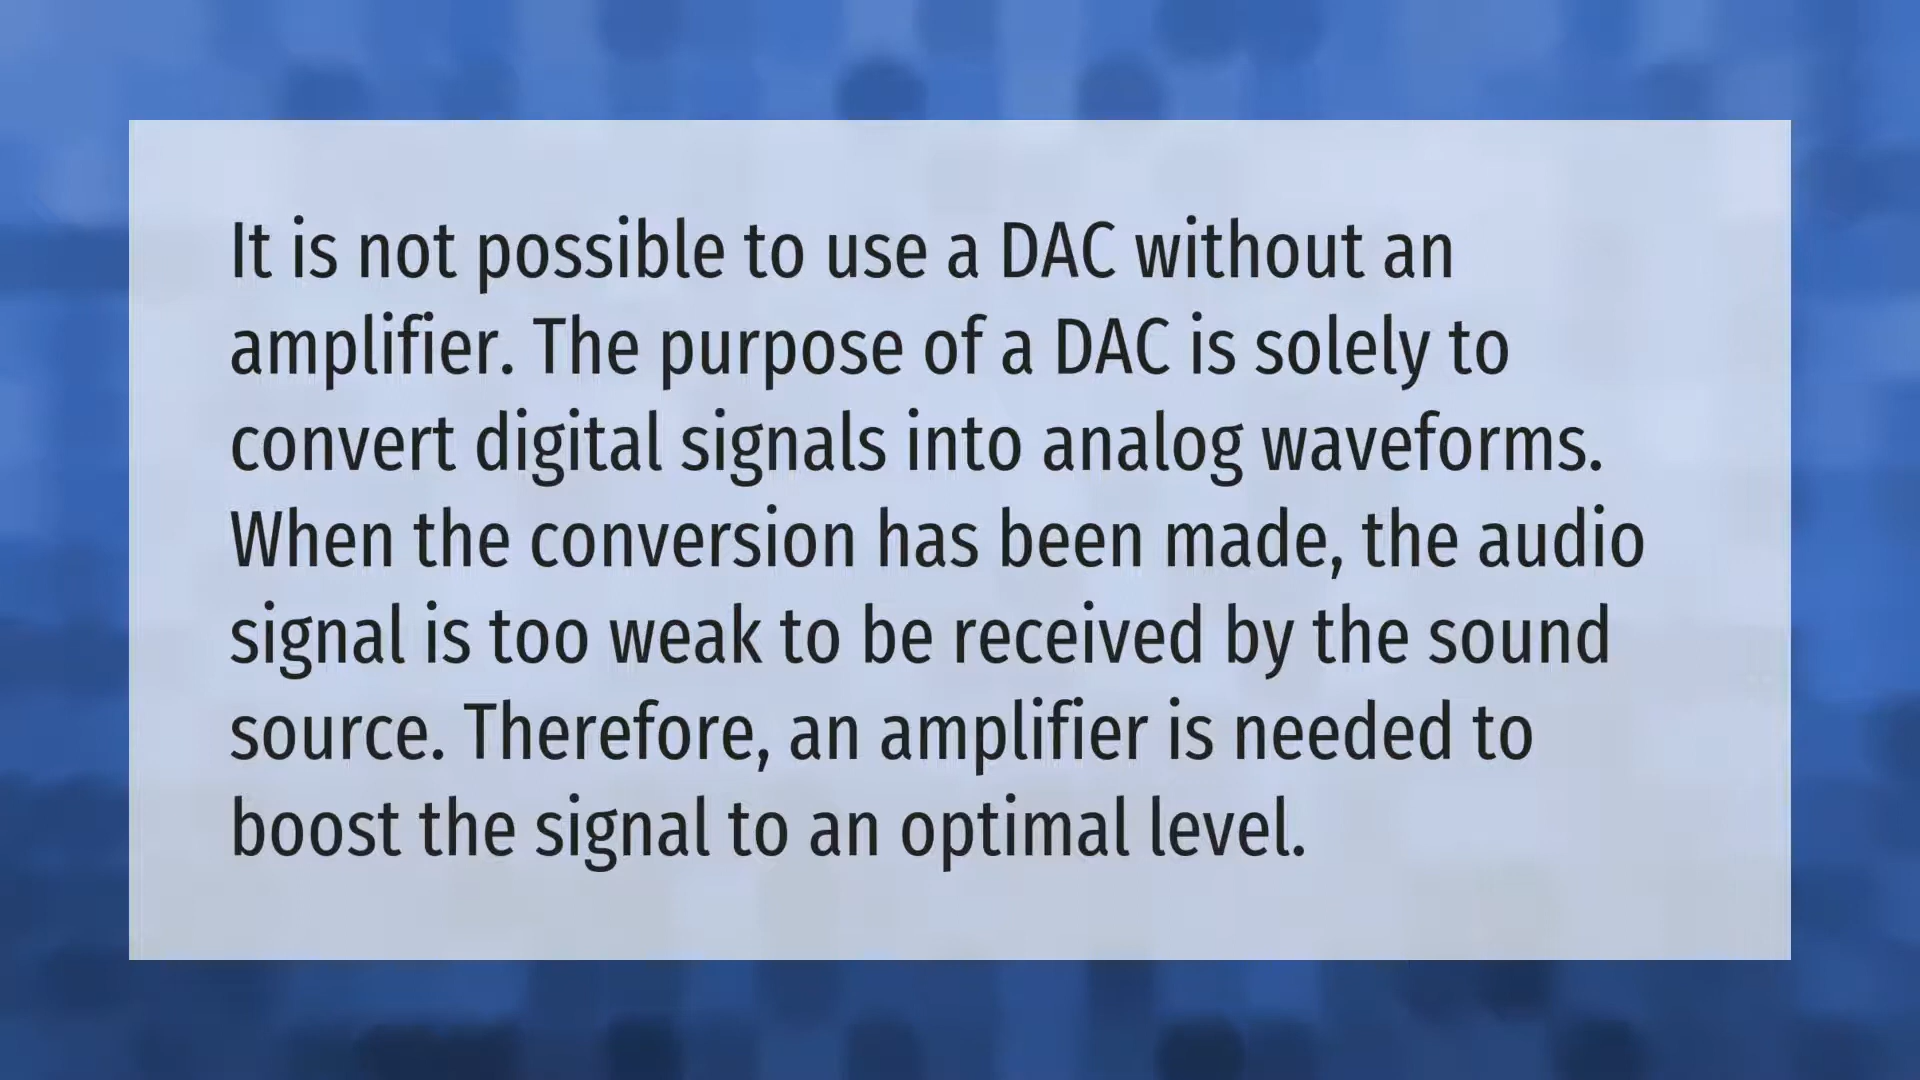 It is not possible to use a DAC without an
amplifier. The purpose of a DAC is solely to
convert digital signals into analog waveforms.
When the conversion has been made, the audio
signal is too weak to be received by the sound
source. Therefore, an amplifier is needed to
boost the signal to an optimal level.